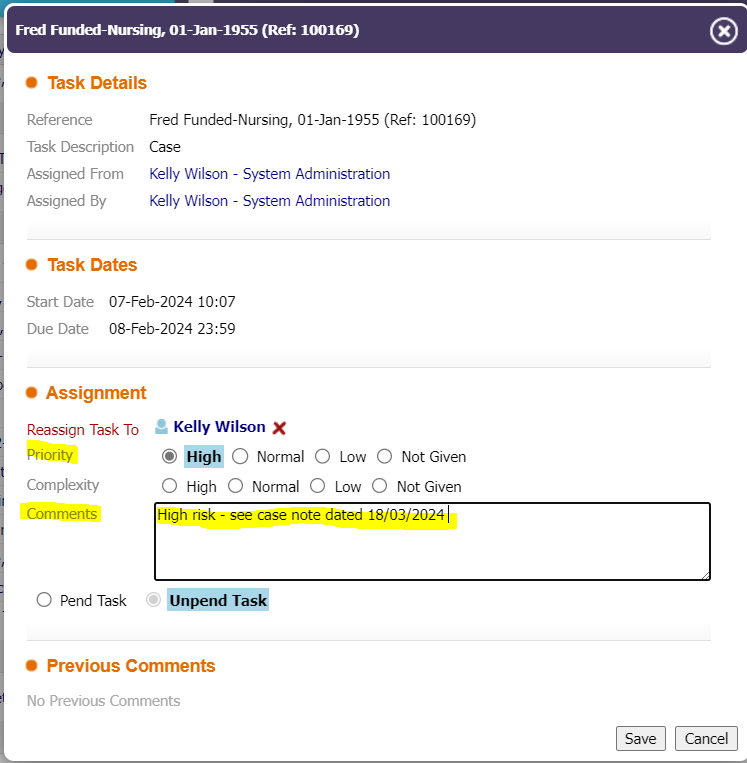 Fred Funded-Nursing, 01-Jan-1955 (Ref: 100169)
Task Details
Reference Fred Funded-Nursing, 01-Jan-1955 (Ref: 100169)
Task Description Case
Assigned From Kelly Wilson - System Administration
Assigned By Kelly Wilson - System Administration
Task Dates
Start Date 07-Feb-2024 10:07
Due Date 08-Feb-2024 23:59
Assignment
Reassign Task To Kelly Wilson
Priority High Normal Low Not Given
Complexity High Normal Low Not Given
Comments High risk - see case note dated 18/03/2024
Pend Task Unpend Task
Previous Comments
No Previous Comments
Save Cancel